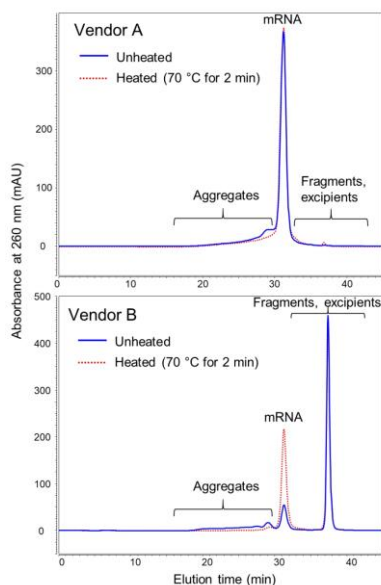 Vendor A
mRNA
Unheated
Heated (70 °C for 2 min)
Aggregates
Fragments,
excipients
300
200
100
0
0 10 20 30 40
Absorbance at 260 nm (mAU)
Vendor B
Fragments, excipients
Unheated
Heated (70 °C for 2 min)
mRNA
Aggregates
500
400
300
200
100
0
0 10 20 30 40
Elution time (min)